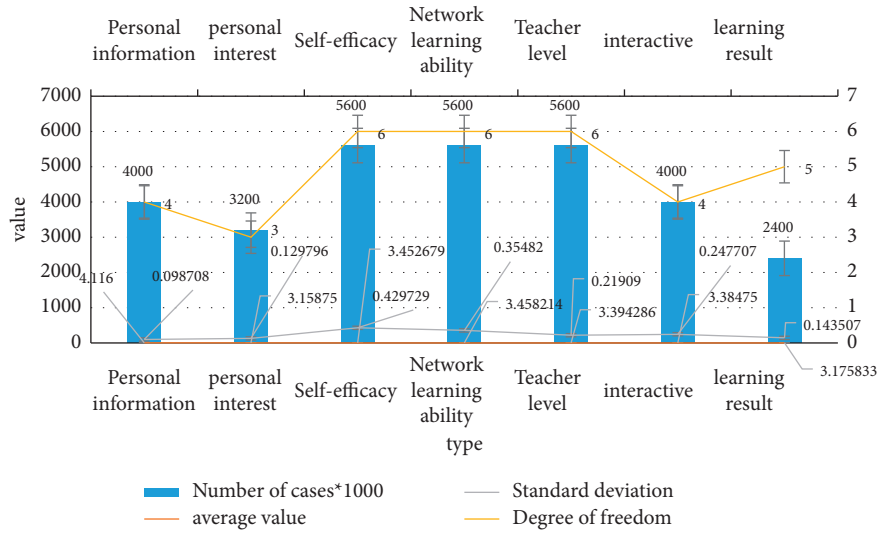 Personal information
personal interest
Self-efficacy
Network learning ability
Teacher level
interactive
learning result
7000
6000
5000
4000
3000
2000
1000
0
value
7
6
5
4
3
2
1
0
4000
3200
5600
5600
5600
4000
2400
4
3
6
6
6
4
5
4.116
0.098708
0.129796
3.15875
3.452679
0.429729
0.35482
3.458214
0.21909
3.394286
0.247707
3.38475
0.143507
3.175833
Personal information
personal interest
Self-efficacy
Network learning ability
Teacher level
interactive
learning result
type
Number of cases*1000
average value
Standard deviation
Degree of freedom